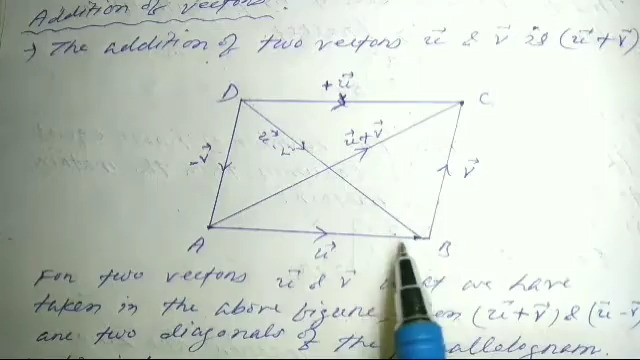 Addition of vectors.
→ The addition of two vectors u⃗ & v⃗ is (u⃗+v⃗)
D
+u⃗
C
u⃗+v⃗
-v⃗
v⃗
A
u⃗
B
For two vectors u⃗ & v⃗ we have
taken in the above figure, (u⃗+v⃗) & (u⃗-v⃗
are two diagonals of the